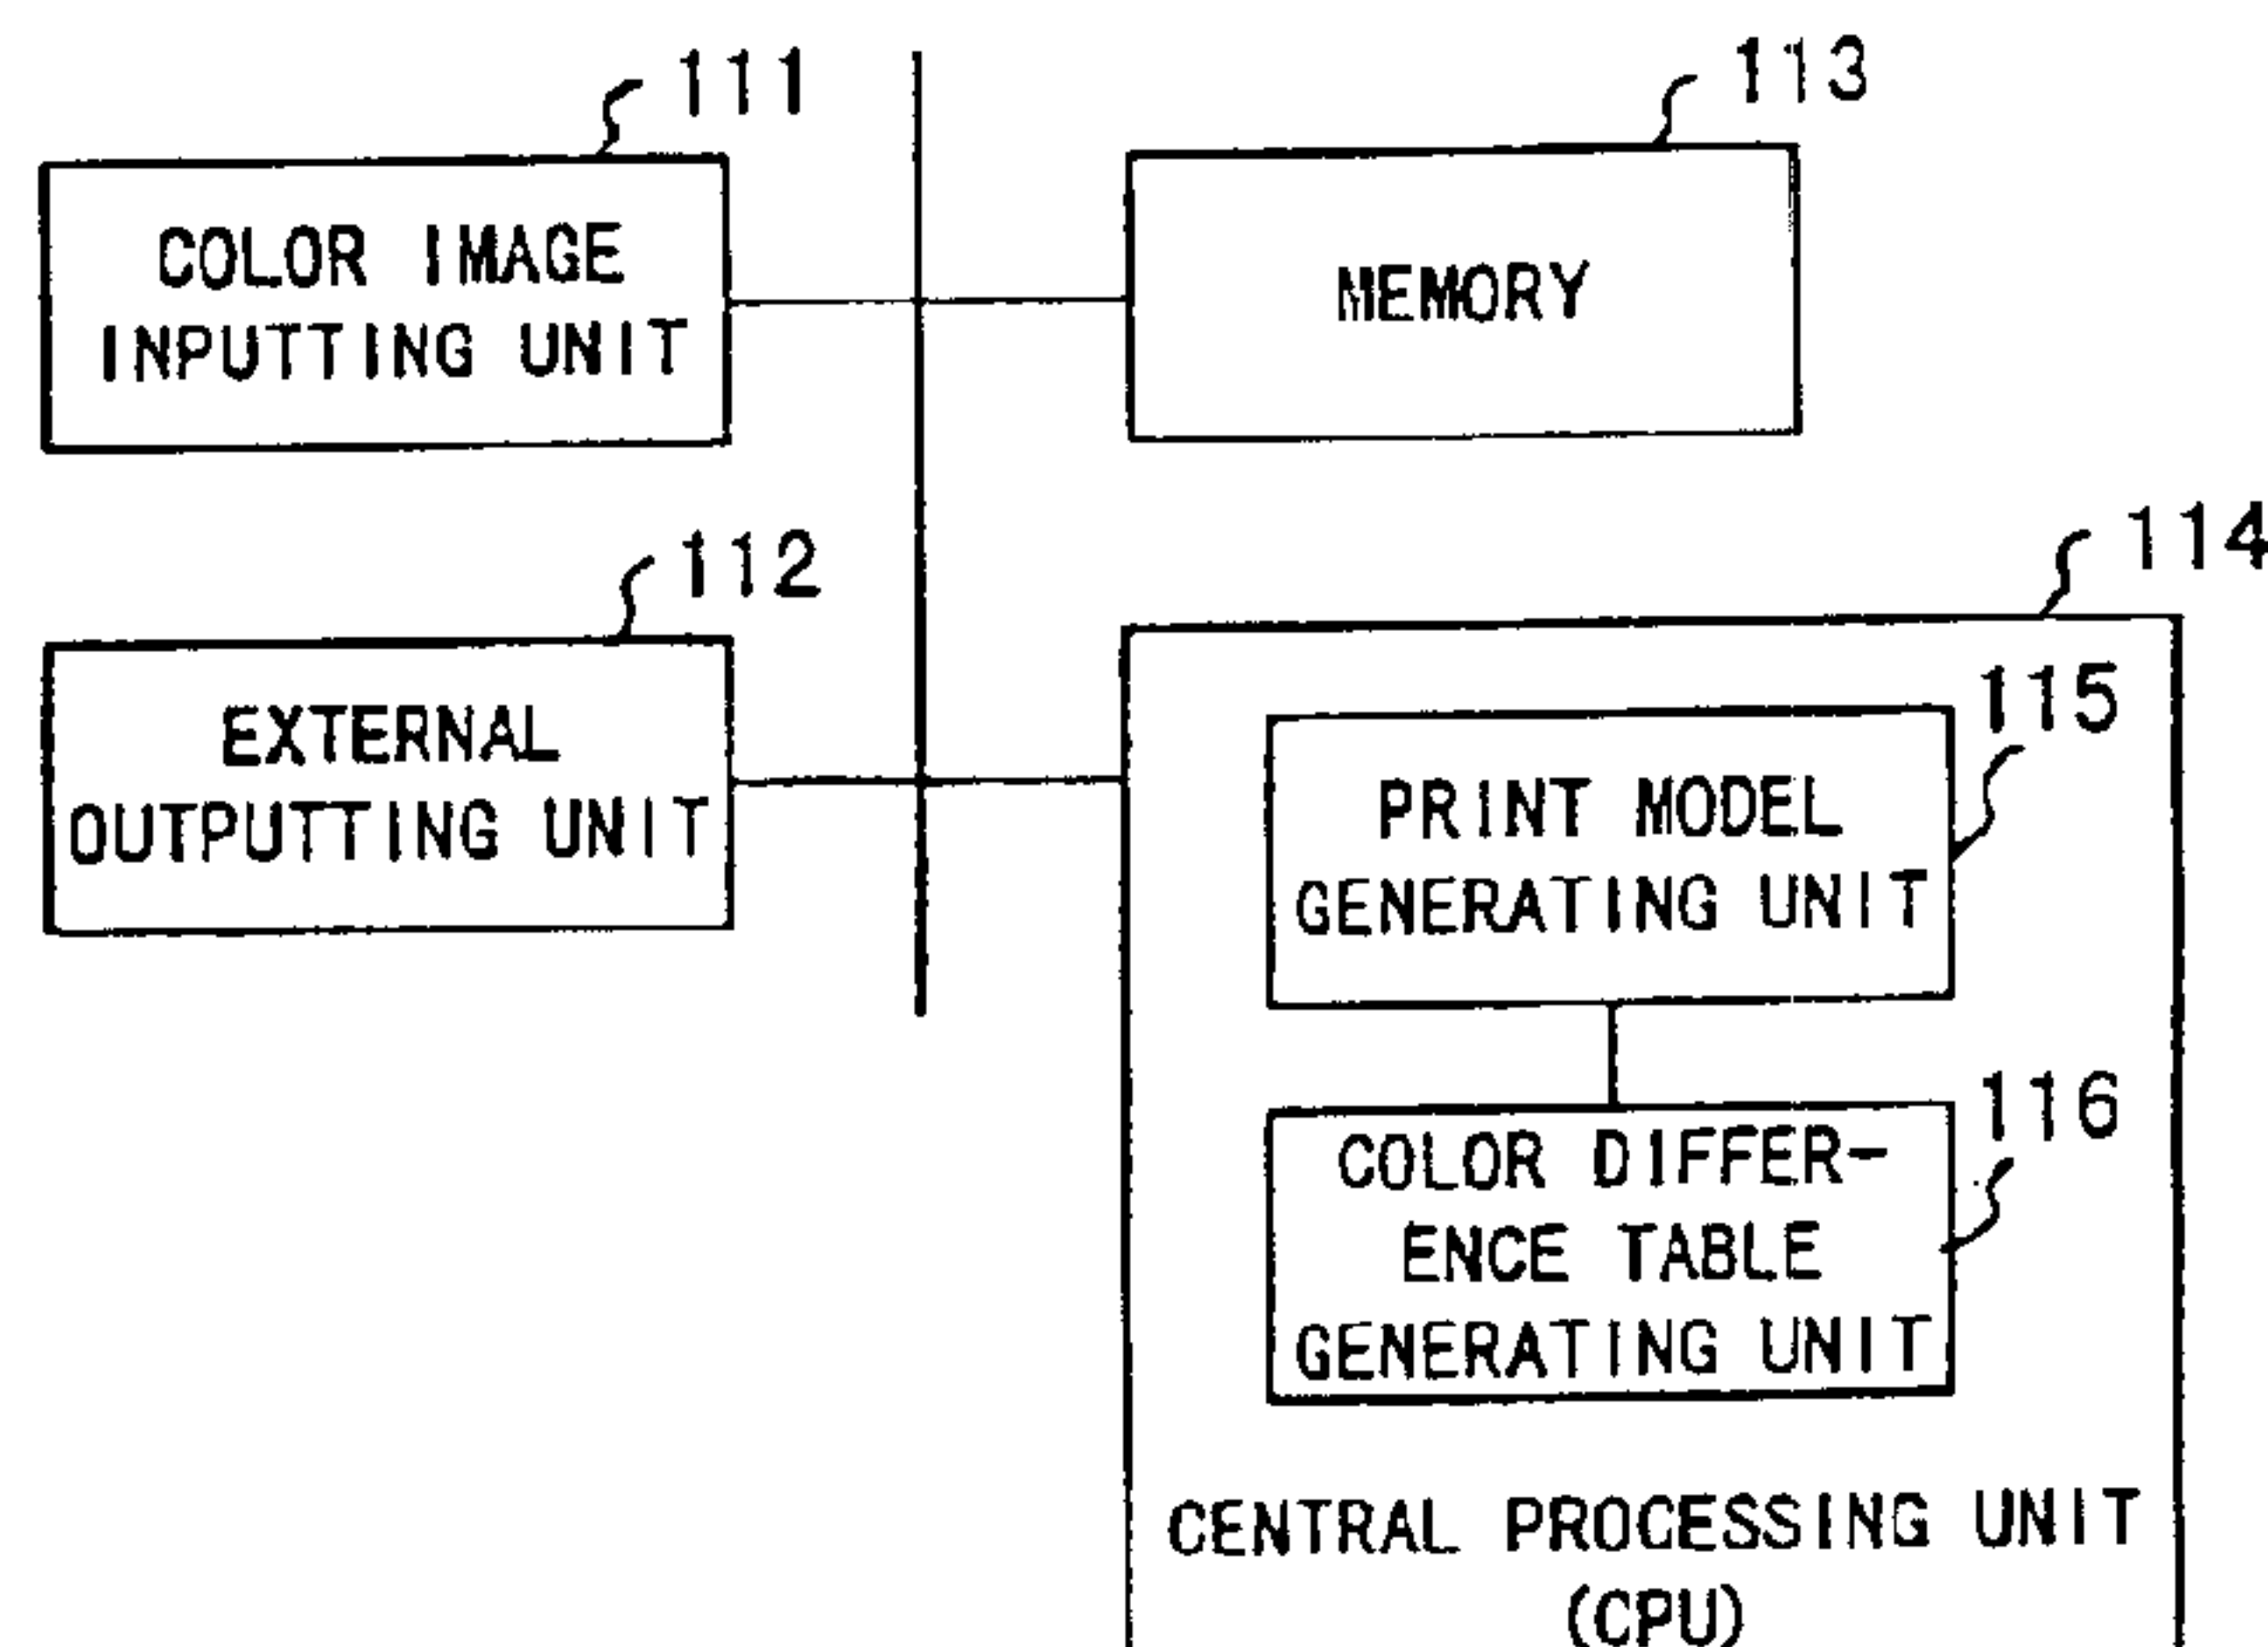 111
COLOR IMAGE
INPUTTING UNIT
113
MEMORY
112
EXTERNAL
OUTPUTTING UNIT
114
115
PRINT MODEL
GENERATING UNIT
116
COLOR DIFFER-
ENCE TABLE
GENERATING UNIT
CENTRAL PROCESSING UNIT
(CPU)